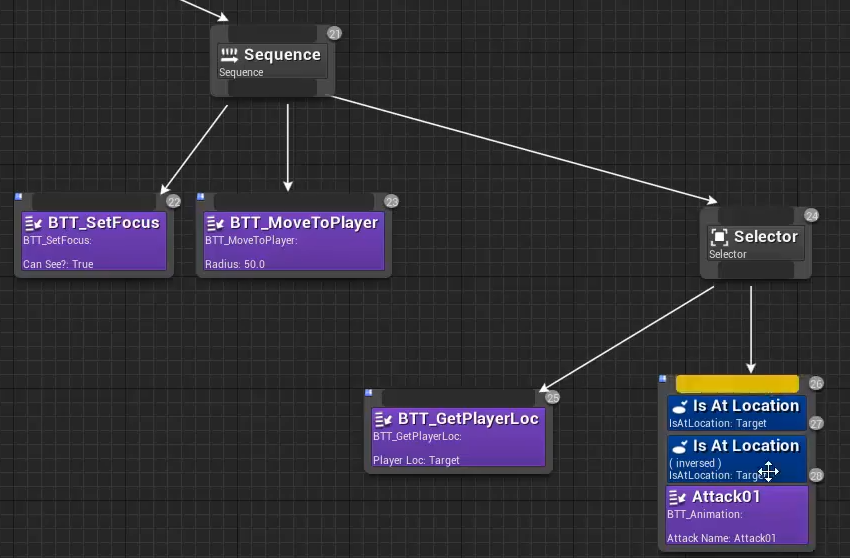 21
Sequence
Sequence
22
BTT_SetFocus
BTT_SetFocus:
Can See?: True
23
BTT_MoveToPlayer
BTT_MoveToPlayer:
Radius: 50.0
24
Selector
Selector
25
BTT_GetPlayerLoc
BTT_GetPlayerLoc:
Player Loc: Target
26
Is At Location
IsAtLocation: Target
27
Is At Location
( inversed )
IsAtLocation: Target
28
Attack01
BTT_Animation:
Attack Name: Attack01